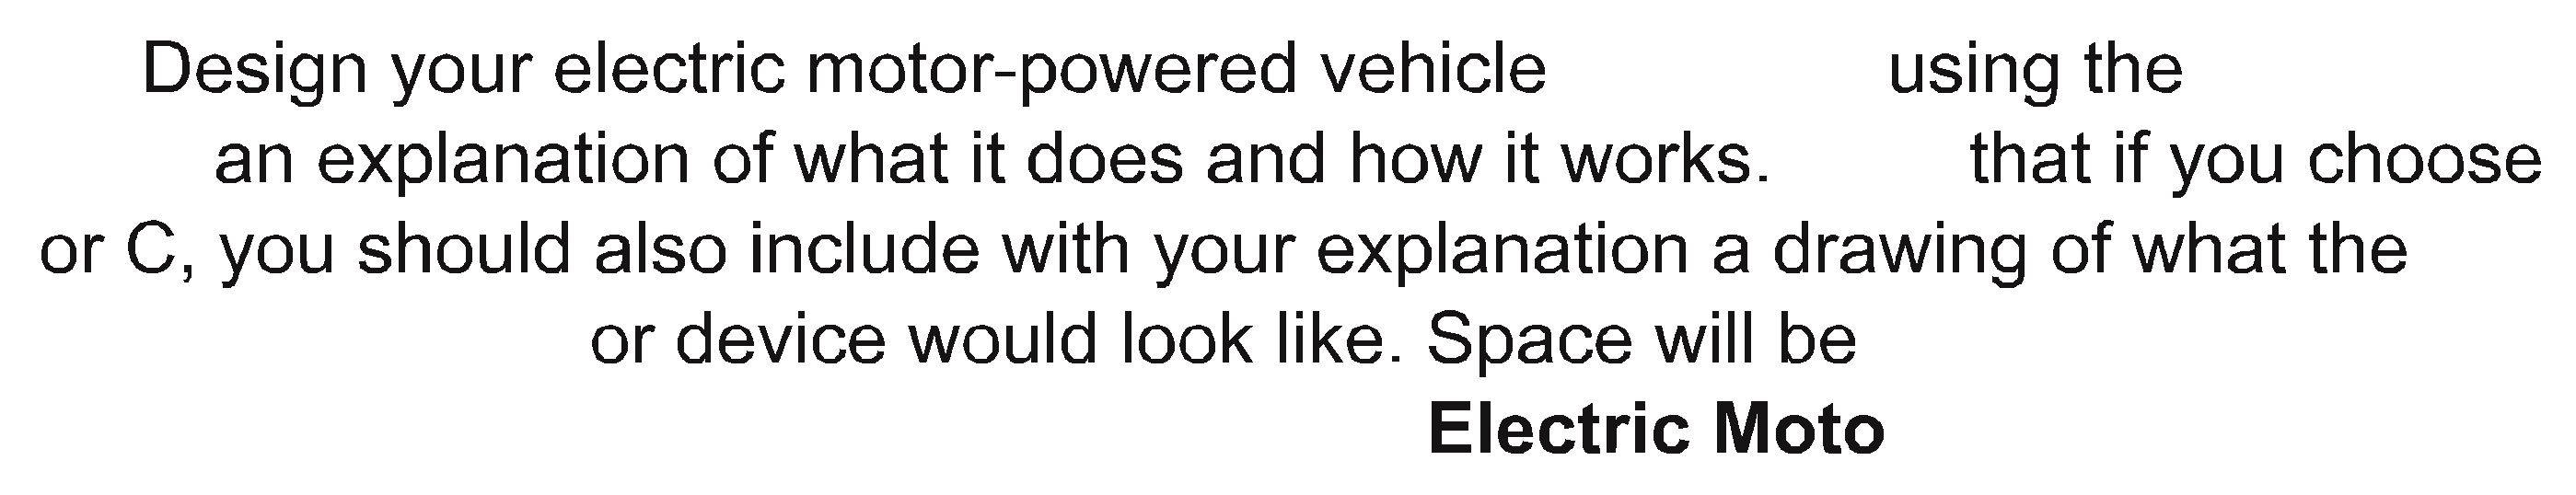 Design your electric motor-powered vehicle using the
an explanation of what it does and how it works. that if you choose
or C, you should also include with your explanation a drawing of what the
or device would look like. Space will be
Electric Moto